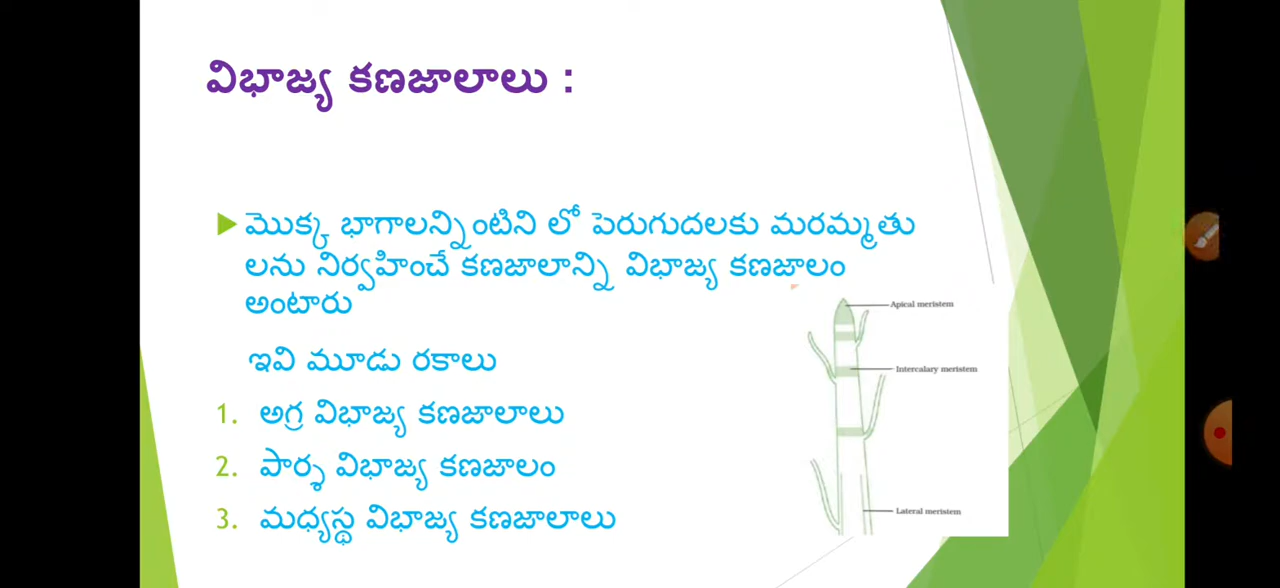 విభాజ్య కణజాలాలు :
మొక్క భాగాలన్నింటిని లో పెరుగుదలకు మరమ్మతు
లను నిర్వహించే కణజాలాన్ని విభాజ్య కణజాలం
అంటారు
ఇవి మూడు రకాలు
1. అగ్ర విభాజ్య కణజాలాలు
2. పార్శ విభాజ్య కణజాలం
3. మధ్యస్థ విభాజ్య కణజాలాలు
Apical meristem
Intercalary meristem
Lateral meristem